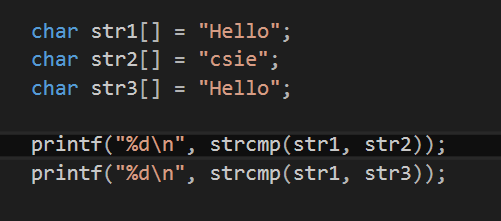 char str1[] = "Hello";
char str2[] = "csie";
char str3[] = "Hello";
printf("%d\n", strcmp(str1, str2));
printf("%d\n", strcmp(str1, str3));